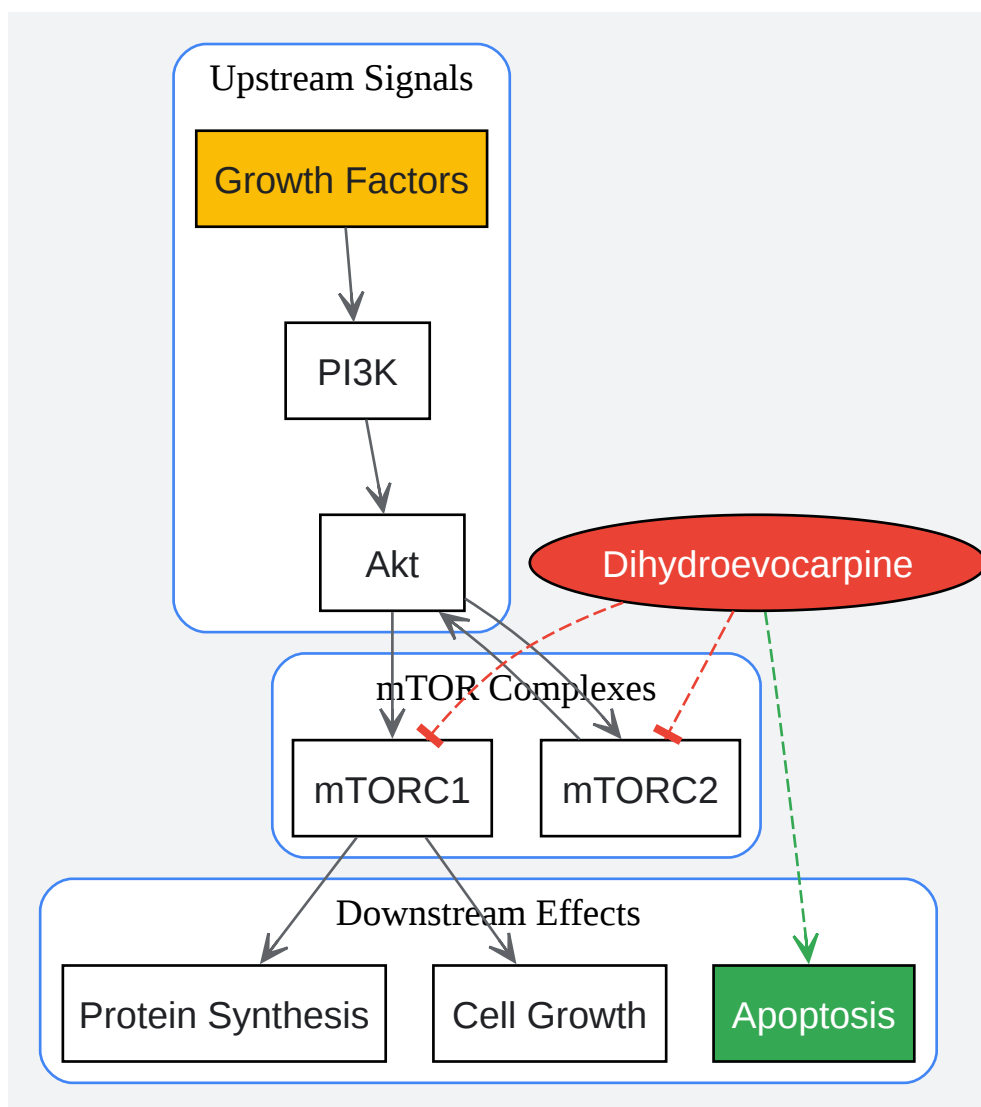 Upstream Signals
Growth Factors
PI3K
Akt
Dihydroevocarpine
mTOR Complexes
mTORC1
mTORC2
Downstream Effects
Protein Synthesis
Cell Growth
Apoptosis